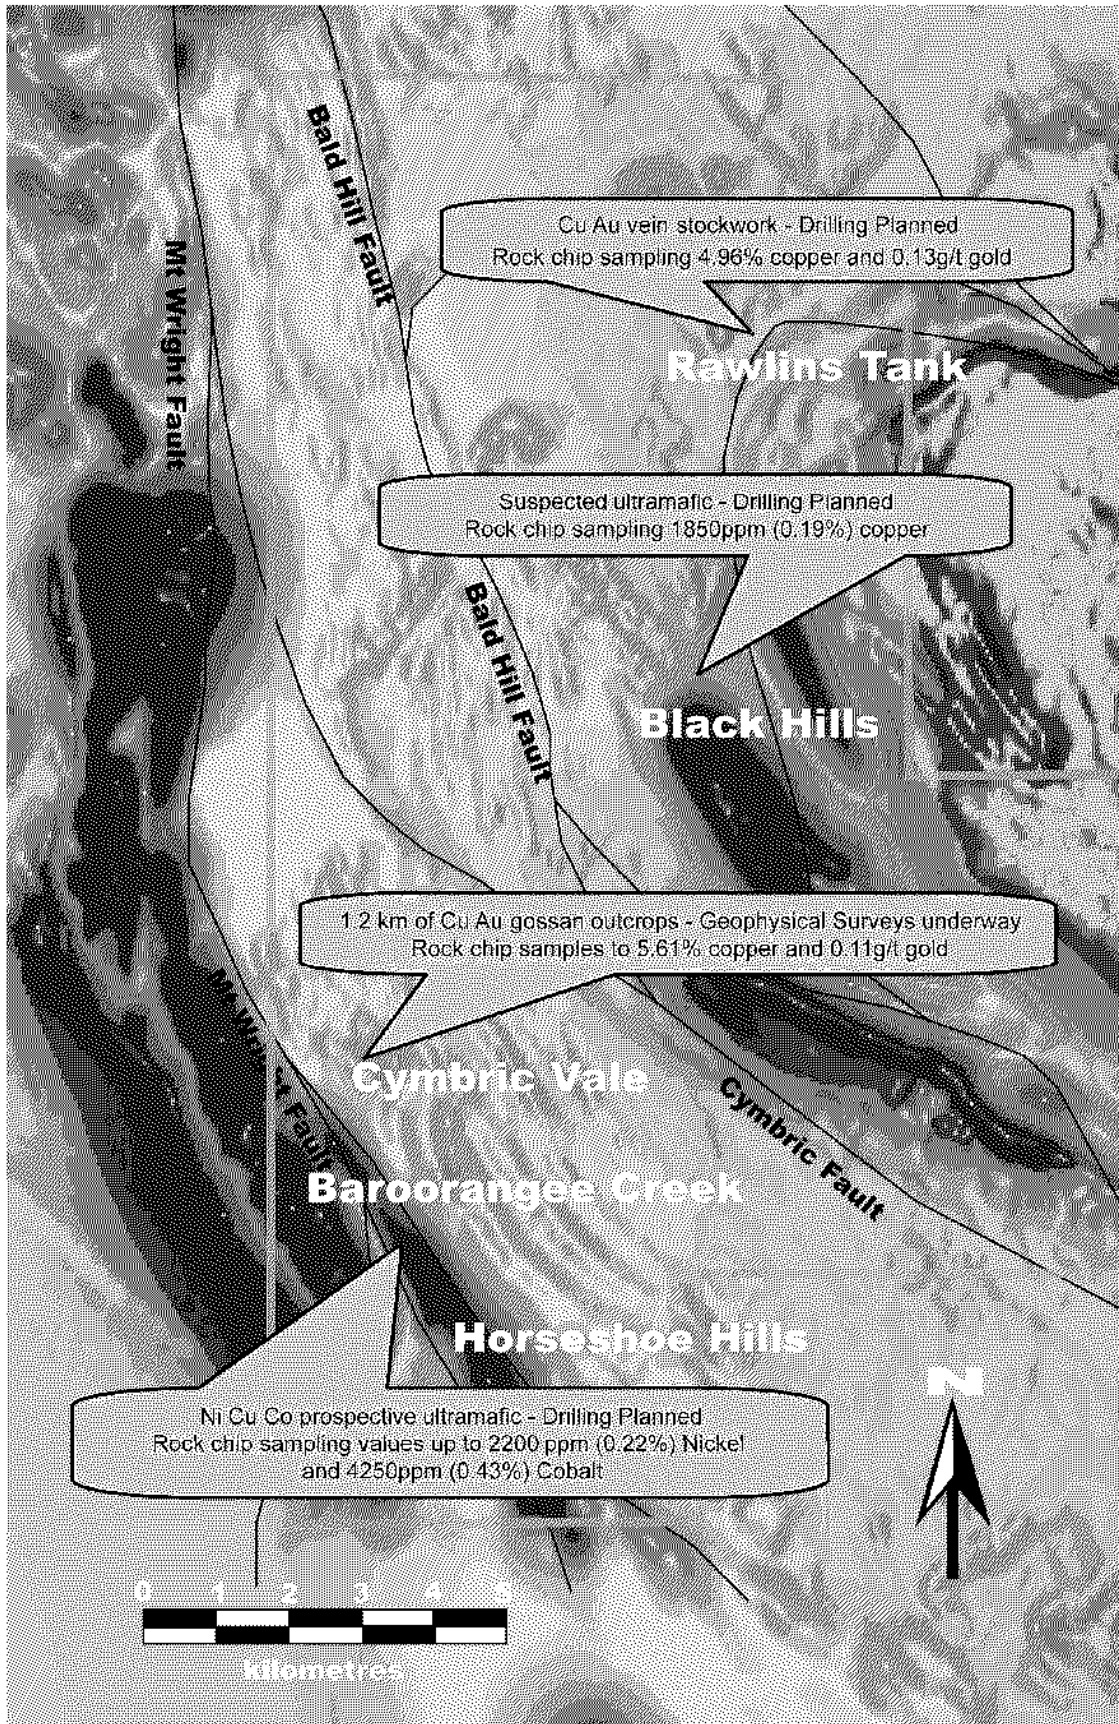 Bald Hill Fault
Mt Wright Fault
Cu Au vein stockwork - Drilling Planned
Rock chip sampling 4.96% copper and 0.13g/t gold
Rawlins Tank
Suspected ultramafic - Drilling Planned
Rock chip sampling 1850ppm (0.19%) copper
Bald Hill Fault
Black Hills
1.2 km of Cu Au gossan outcrops - Geophysical Surveys underway
Rock chip samples to 5.61% copper and 0.11g/t gold
Mt Wright Fault
Cymbric Vale
Cymbric Fault
Baroorangee Creek
Horseshoe Hills
N
Ni Cu Co prospective ultramafic - Drilling Planned
Rock chip sampling values up to 2200 ppm (0.22%) Nickel
and 4250ppm (0.43%) Cobalt
0 1 2 3 4 5
kilometres